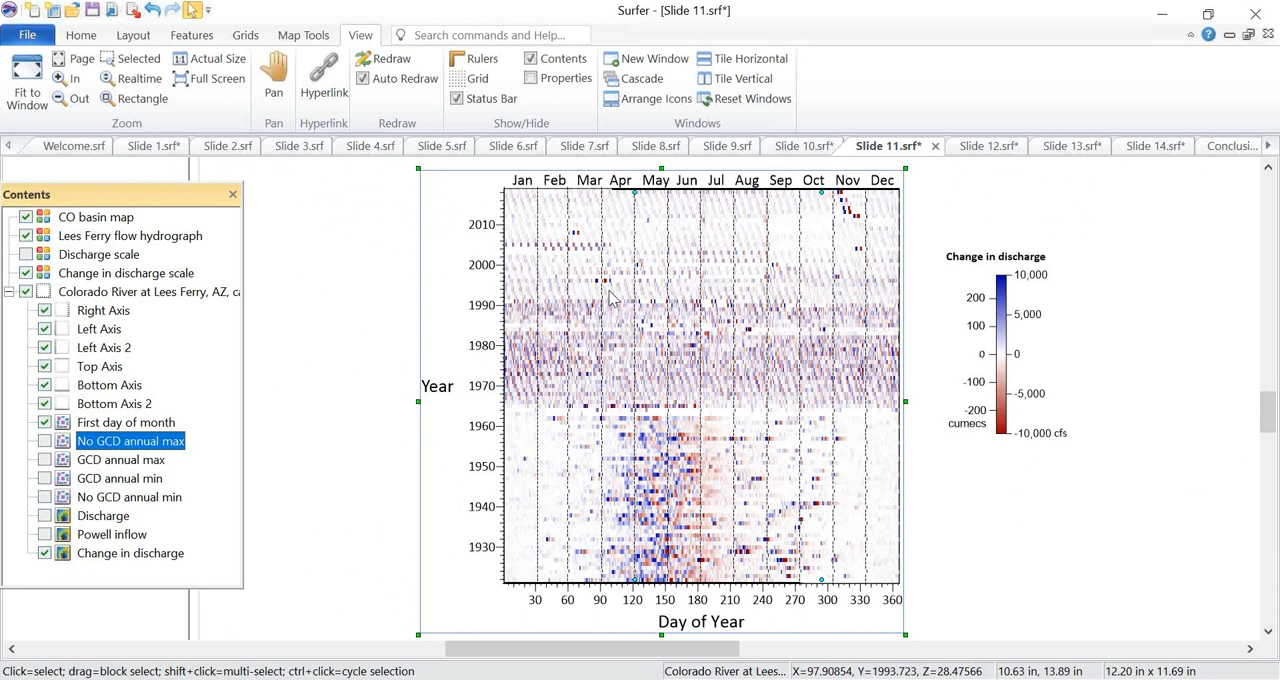 Surfer - [Slide 11.srf*]
File Home Layout Features Grids Map Tools View Search commands and Help...
Page Selected Actual Size Redraw Rulers Contents New Window Tile Horizontal
In Realtime Full Screen Auto Redraw Grid Properties Cascade Tile Vertical
Fit to Window Out Rectangle Pan Hyperlink Status Bar Arrange Icons Reset Windows
Zoom Pan Hyperlink Redraw Show/Hide Windows
Welcome.srf Slide 1.srf* Slide 2.srf Slide 3.srf Slide 4.srf Slide 5.srf Slide 6.srf Slide 7.srf Slide 8.srf Slide 9.srf Slide 10.srf* Slide 11.srf* Slide 12.srf* Slide 13.srf* Slide 14.srf* Conclusi...
Contents
CO basin map
Lees Ferry flow hydrograph
Discharge scale
Change in discharge scale
Colorado River at Lees Ferry, AZ, ca
Right Axis
Left Axis
Left Axis 2
Top Axis
Bottom Axis
Bottom Axis 2
First day of month
No GCD annual max
GCD annual max
GCD annual min
No GCD annual min
Discharge
Powell inflow
Change in discharge
Jan Feb Mar Apr May Jun Jul Aug Sep Oct Nov Dec
2010
2000
1990
1980
1970
1960
1950
1940
1930
Year
30 60 90 120 150 180 210 240 270 300 330 360
Day of Year
Change in discharge
10,000
200
5,000
100
0 0
-100
-5,000
-200
cumecs
-10,000 cfs
Click=select; drag=block select; shift+click=multi-select; ctrl+click=cycle selection Colorado River at Lees... X=97.90854, Y=1993.723, Z=28.47566 10.63 in, 13.89 in 12.20 in x 11.69 in